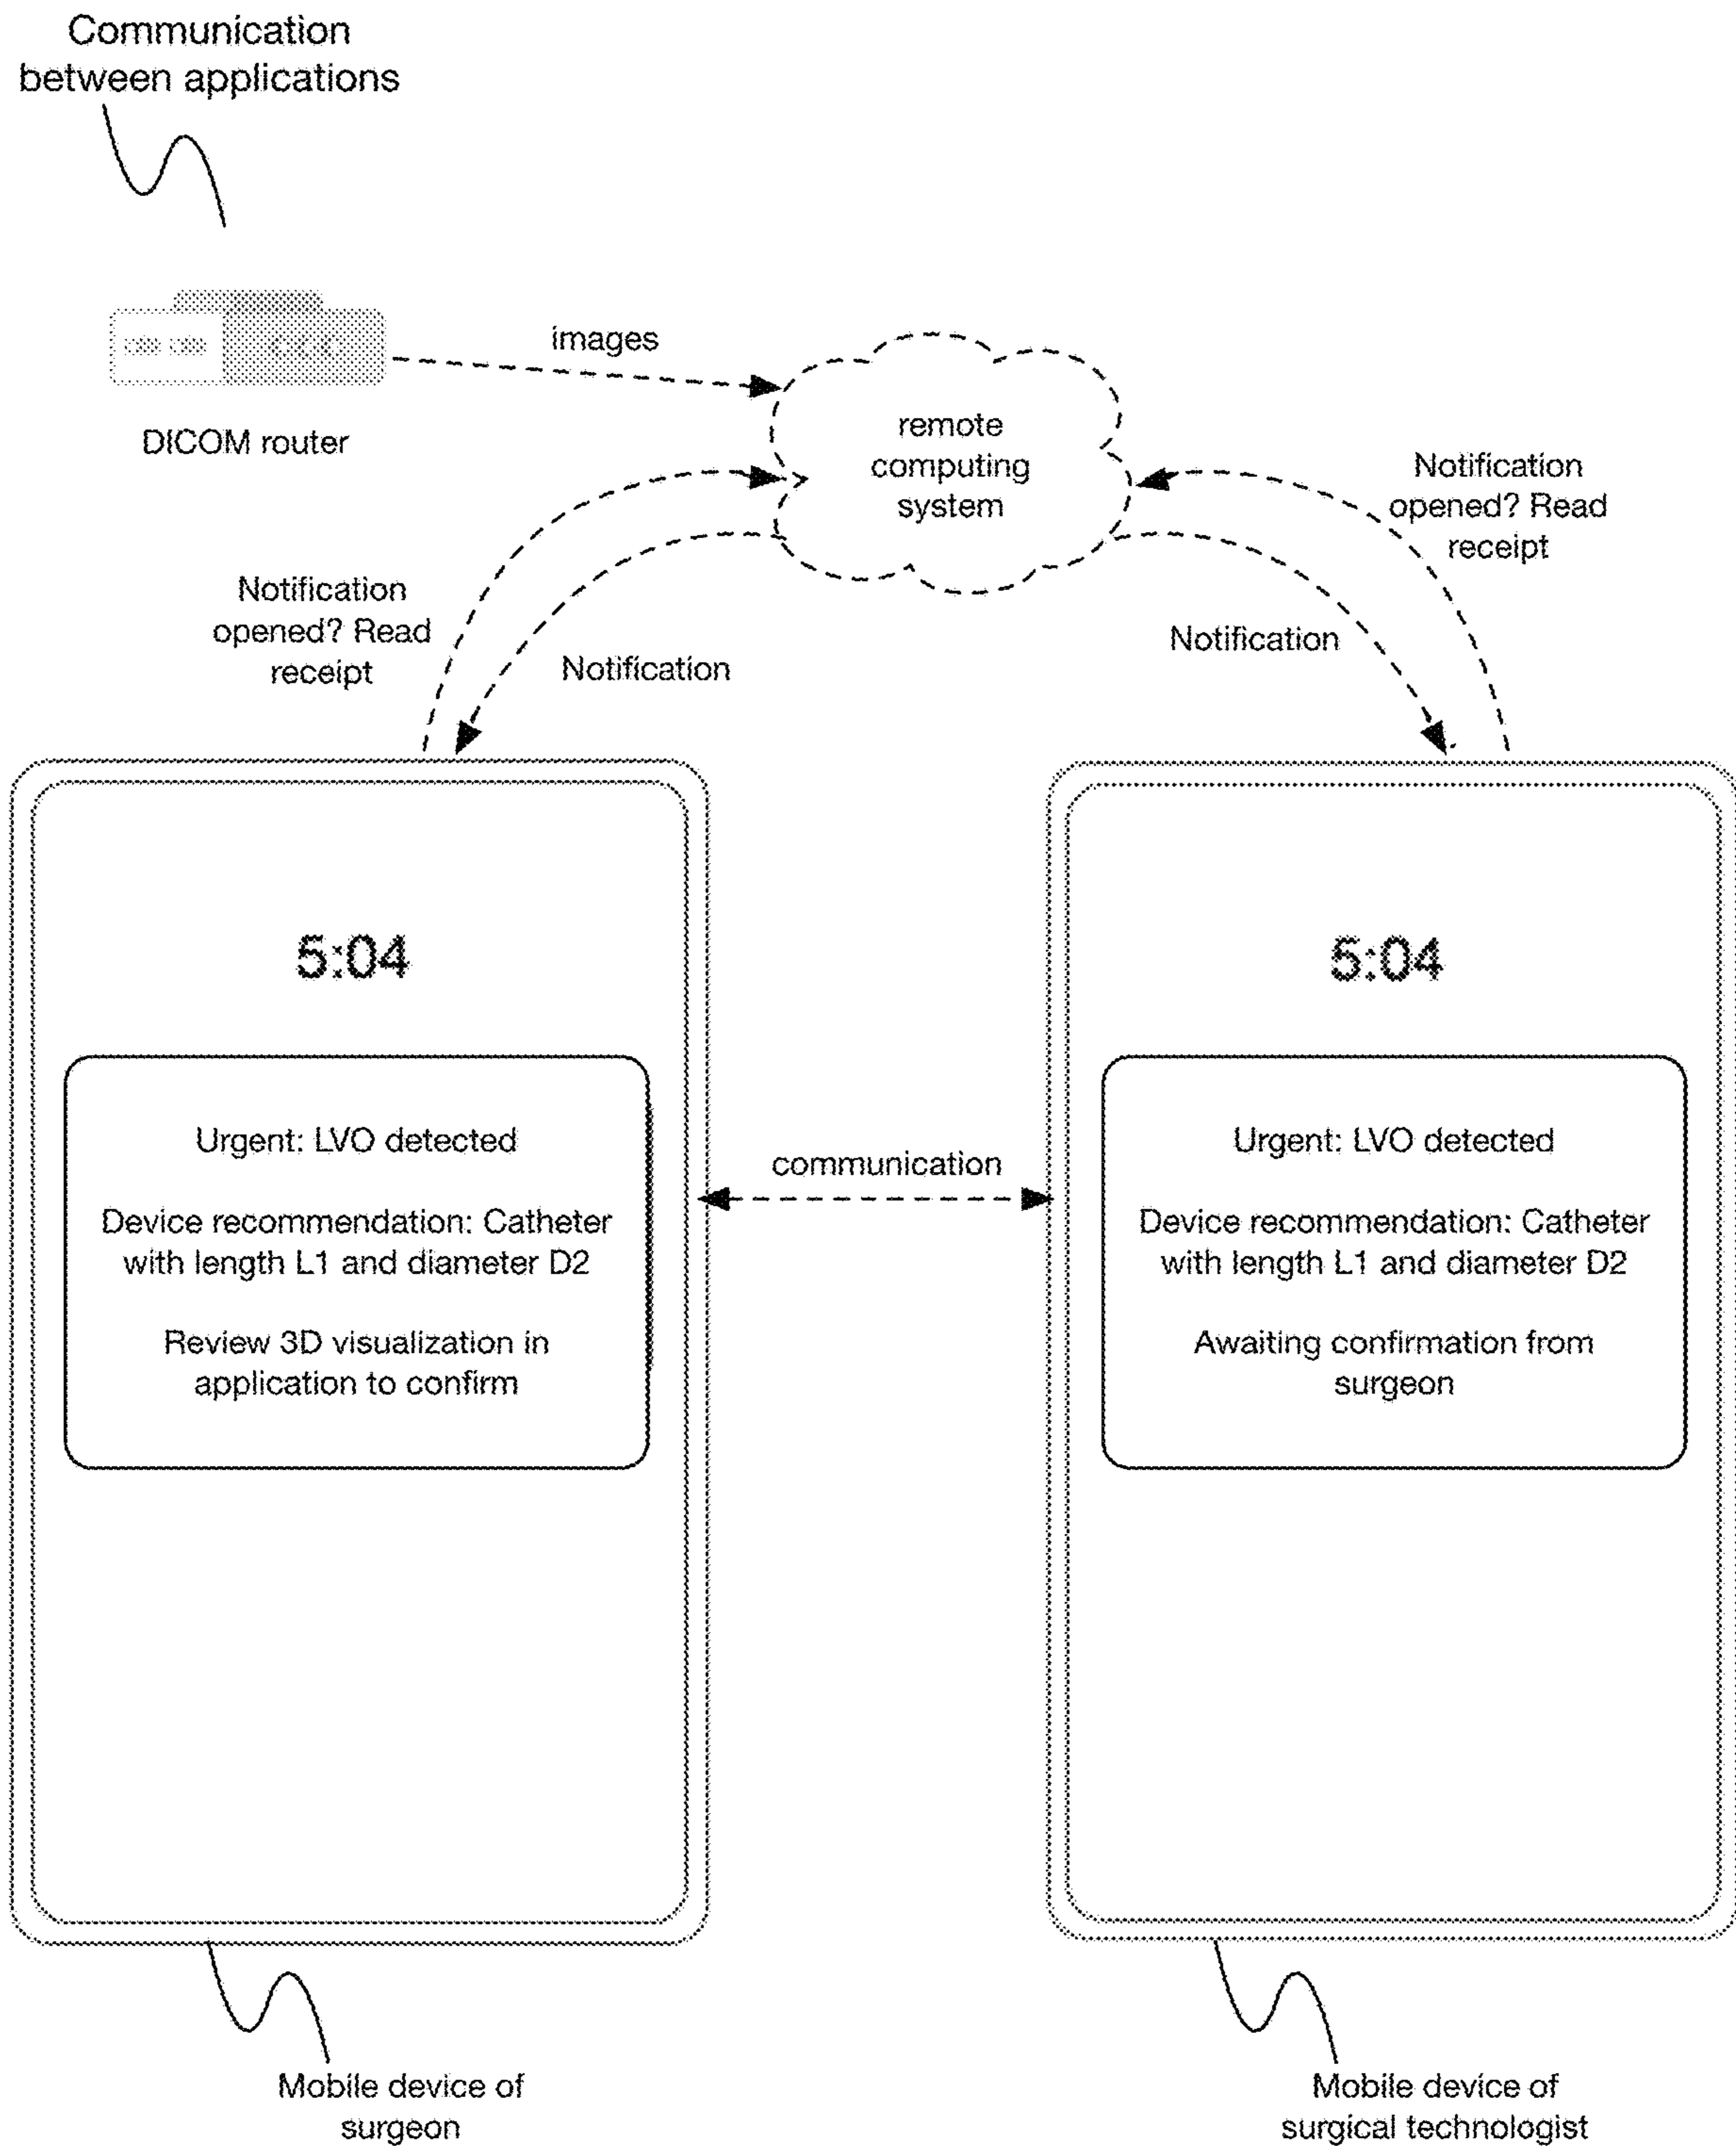 Communication
between applications
images
DICOM router
remote
computing
system
Notification
opened? Read
receipt
Notification
opened? Read
receipt
Notification
Notification
5:04
5:04
Urgent: LVO detected
Device recommendation: Catheter
with length L1 and diameter D2
Review 3D visualization in
application to confirm
communication
Urgent: LVO detected
Device recommendation: Catheter
with length L1 and diameter D2
Awaiting confirmation from
surgeon
Mobile device of
surgeon
Mobile device of
surgical technologist